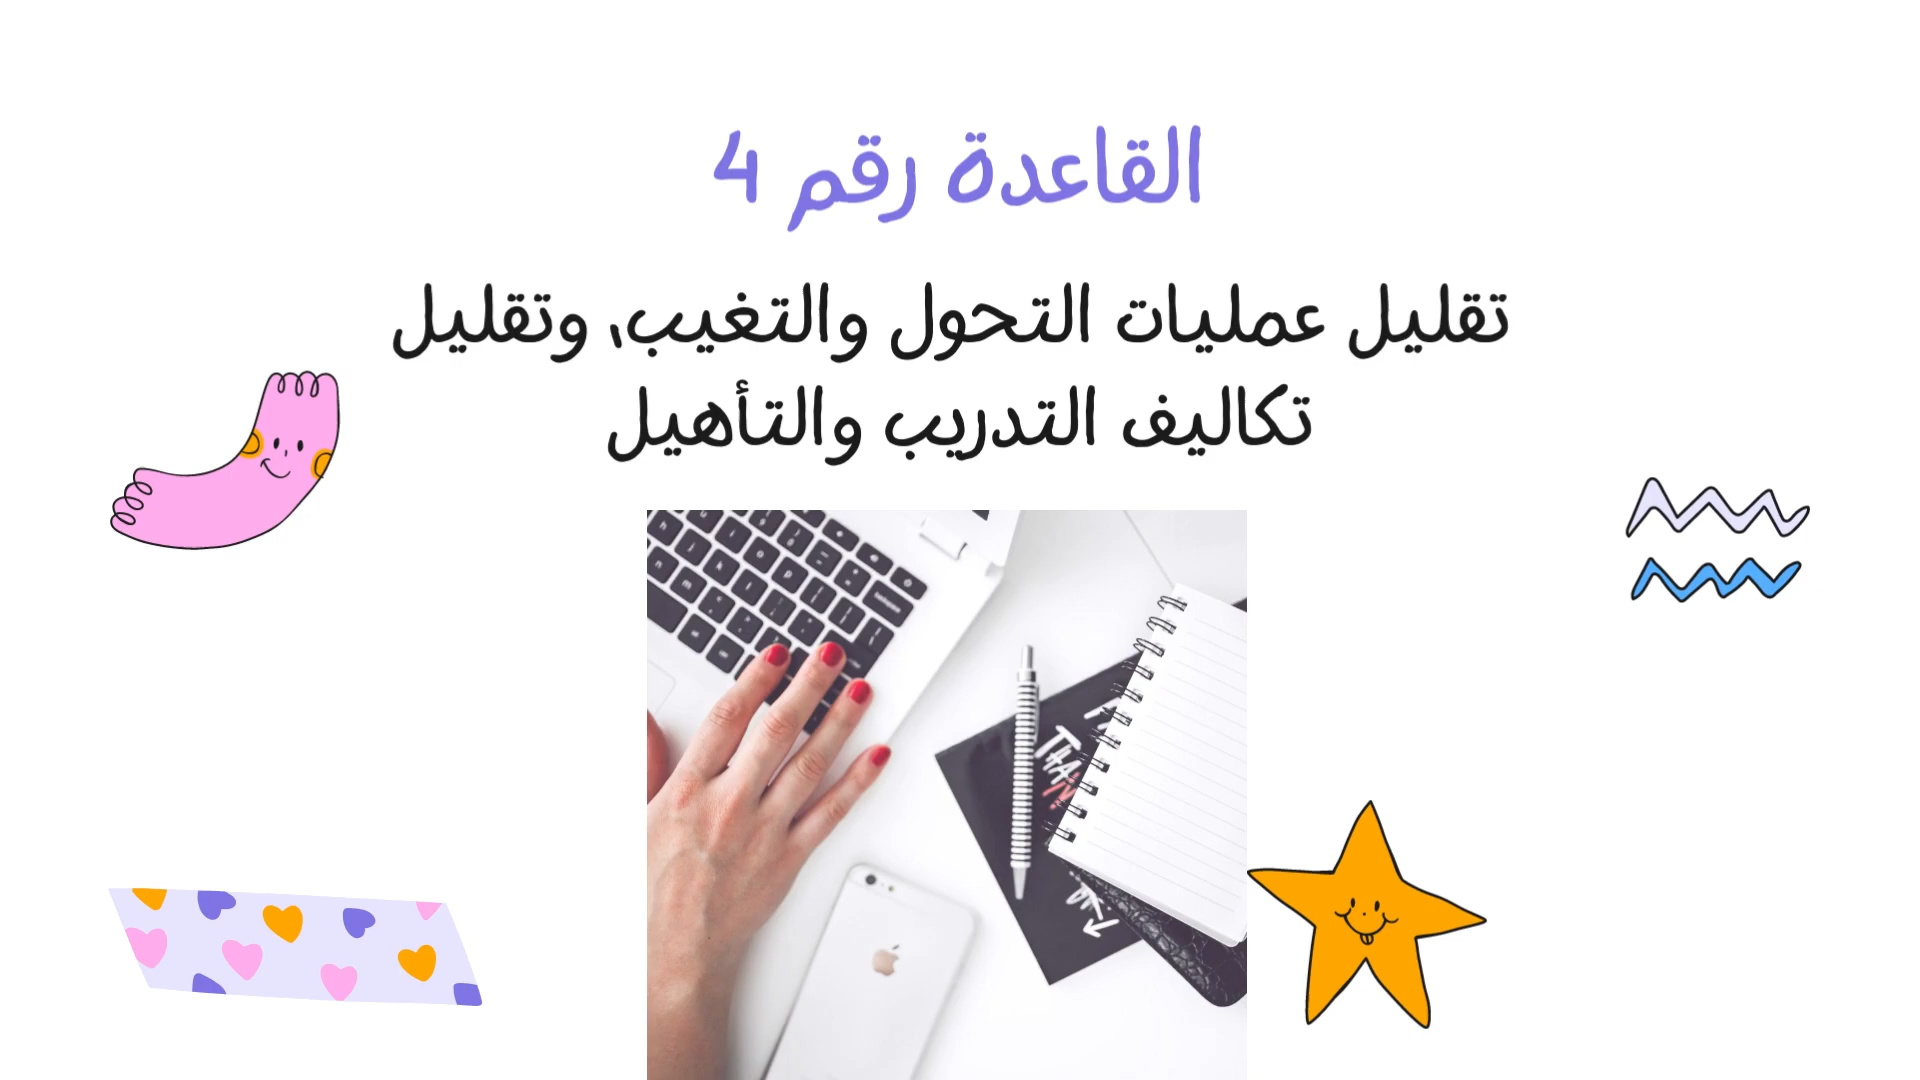 القاعدة رقم 4
تقليل عمليات التحول والتغيب، وتقليل
تكاليف التدريب والتأهيل